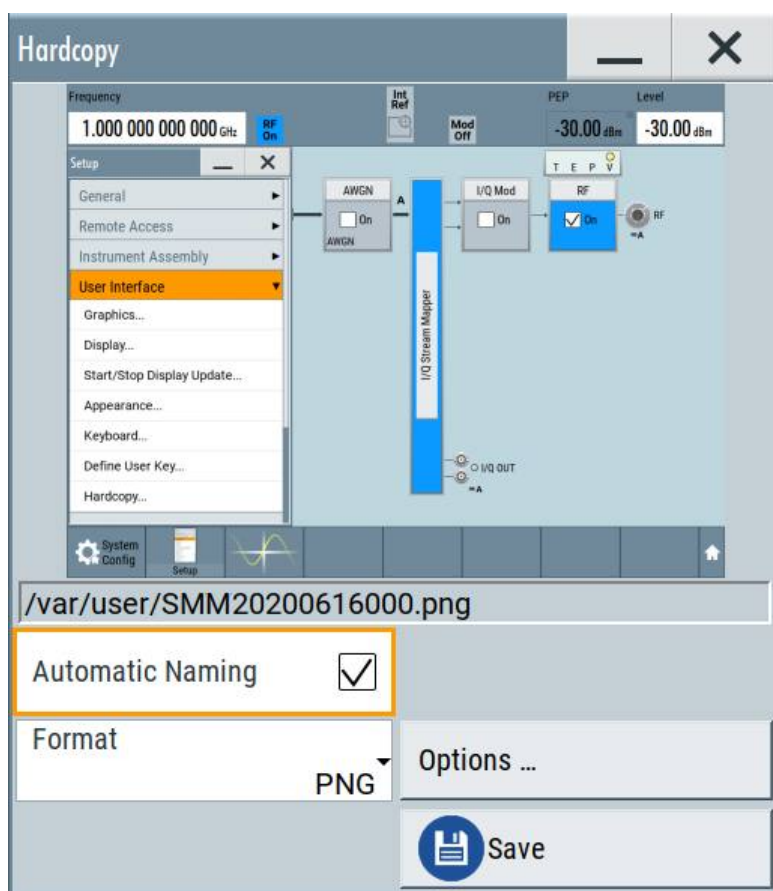 Hardcopy
Frequency
Int
Ref
PEP
Level
1.000 000 000 000 GHz
RF
On
Mod
Off
-30.00 dBm
-30.00 dBm
Setup
T E P V
General
AWGN
A
I/Q Mod
RF
Remote Access
On
On
On
RF
AWGN
∞A
Instrument Assembly
User Interface
Graphics...
Display...
I/Q Stream Mapper
Start/Stop Display Update...
Appearance...
Keyboard...
Define User Key...
I/Q OUT
Hardcopy...
∞A
System
Config
Setup
/var/user/SMM20200616000.png
Automatic Naming
Format
PNG
Options ...
Save